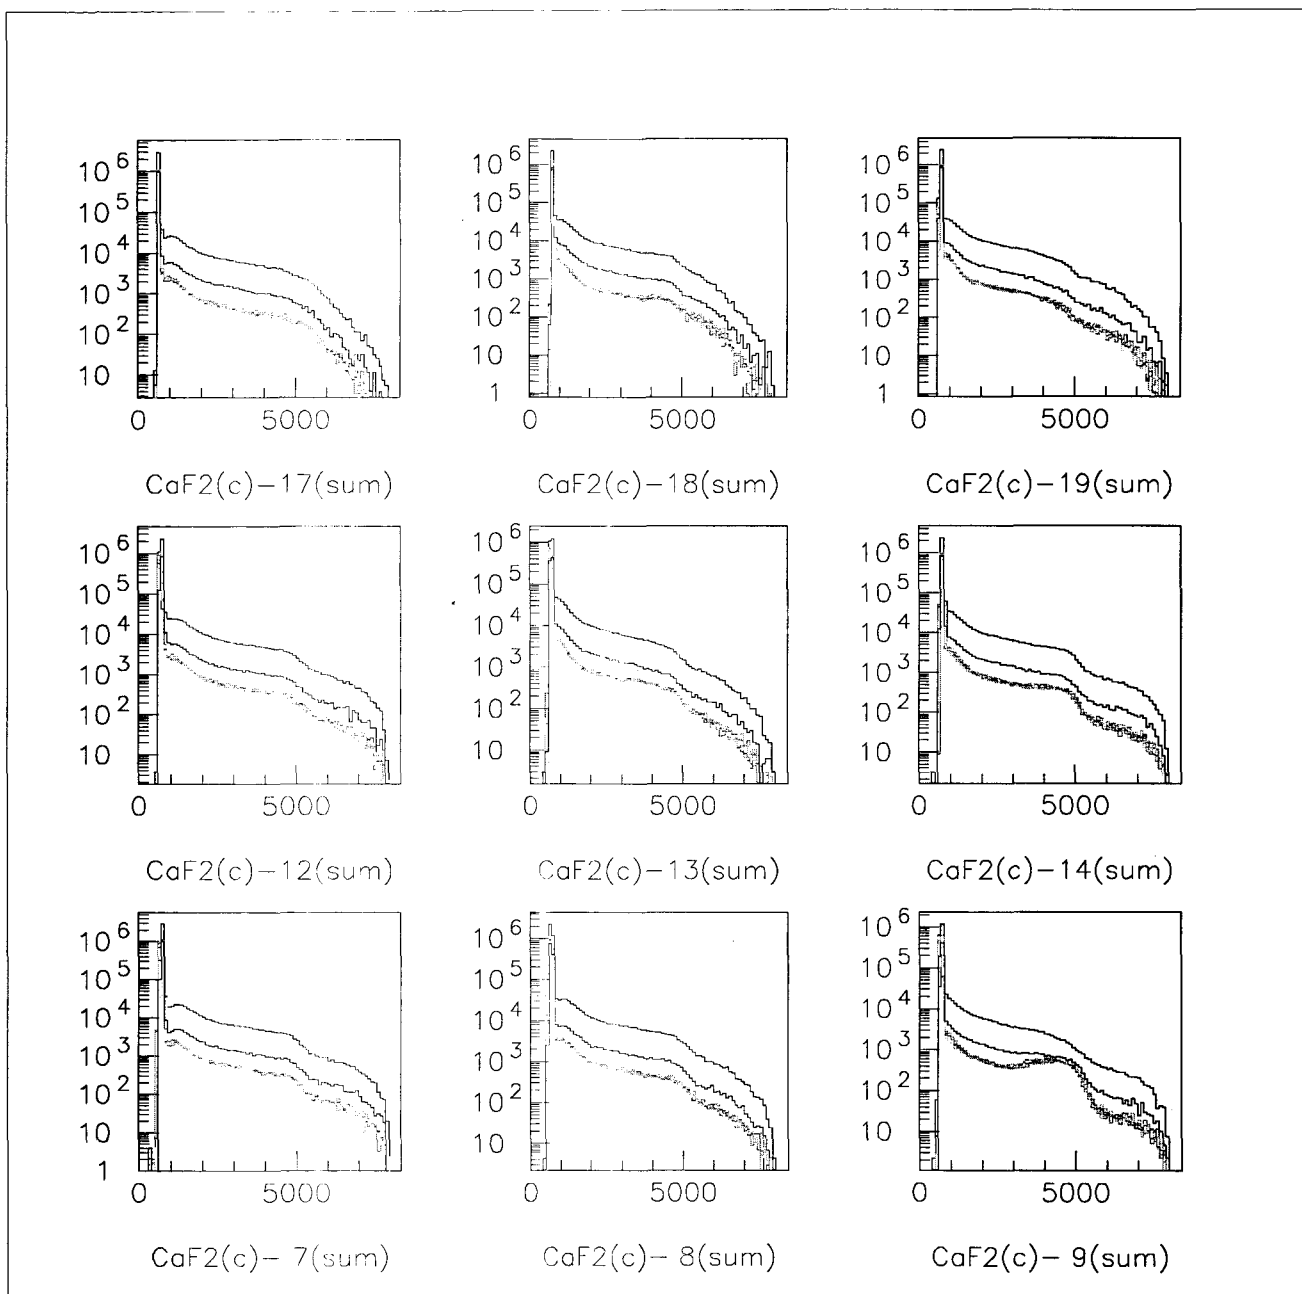 10 6 10 6 10 6
10 5 10 5 10 5
10 4 10 4 10 4
10 3 10 3 10 3
10 2 10 2 10 2
10 10 10
1 1
0 5000 0 5000 0 5000
CaF2(c)-17(sum) CaF2(c)-18(sum) CaF2(c)-19(sum)
10 6 10 6 10 6
10 5 10 5 10 5
10 4 10 4 10 4
10 3 10 3 10 3
10 2 10 2 10 2
10 10 10
0 5000 0 5000 0 5000
CaF2(c)-12(sum) CaF2(c)-13(sum) CaF2(c)-14(sum)
10 6 10 6 10 6
10 5 10 5 10 5
10 4 10 4 10 4
10 3 10 3 10 3
10 2 10 2 10 2
10 10 10
1
0 5000 0 5000 0 5000
CaF2(c)- 7(sum) CaF2(c)- 8(sum) CaF2(c)- 9(sum)